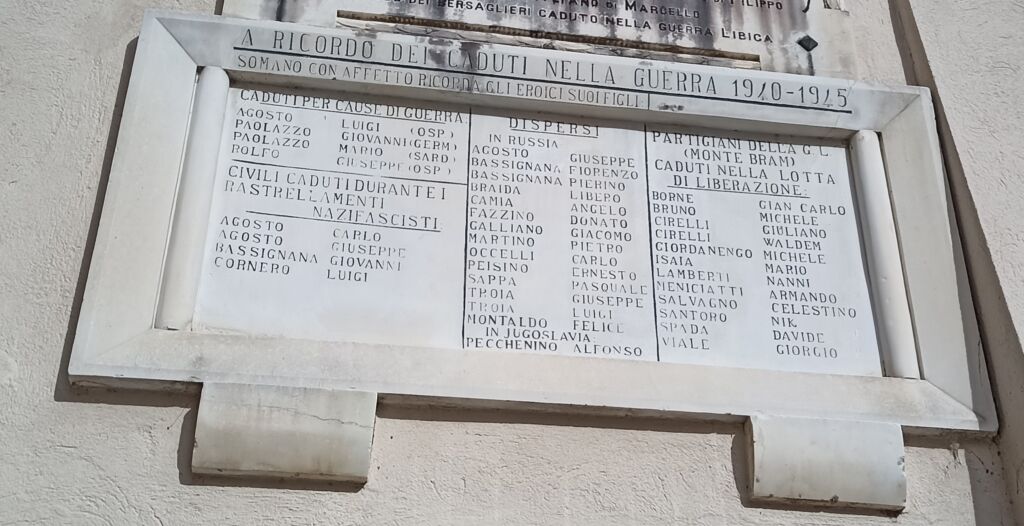 DI FILIPPO
DI MARCELLO
DEI BERSAGLIERI CADUTO NELLA GUERRA LIBICA
A RICORDO DEI CADUTI NELLA GUERRA 1940-1945
SOMANO CON AFFETTO RICORDA GLI EROICI SUOI FIGLI
CADUTI PER CAUSE DI GUERRA
AGOSTO LUIGI (OSP)
PAOLAZZO GIOVANNI (GERM)
PAOLAZZO MARIO (SARD)
ROLFO GIUSEPPE (OSP)
CIVILI CADUTI DURANTE I
RASTRELLAMENTI
NAZIFASCISTI:
AGOSTO CARLO
AGOSTO GIUSEPPE
BASSIGNANA GIOVANNI
CORNERO LUIGI
DISPERSI
IN RUSSIA
AGOSTO GIUSEPPE
BASSIGNANA FIORENZO
BASSIGNANA PIERINO
BRAIDA LIBERO
CAMIA ANGELO
FAZZINO DONATO
GALLIANO GIACOMO
MARTINO PIETRO
OCCELLI CARLO
PEISINO ERNESTO
SAPPA PASQUALE
TROIA GIUSEPPE
TROIA LUIGI
MONTALDO FELICE
IN JUGOSLAVIA:
PECCHENINO ALFONSO
PARTIGIANI DELLA G.L.
(MONTE BRAM)
CADUTI NELLA LOTTA
DI LIBERAZIONE:
BORNE GIAN CARLO
BRUNO MICHELE
CIRELLI GIULIANO
CIRELLI WALDEM
GIORDANENGO MICHELE
ISAIA MARIO
LAMBERTI NANNI
MENICIATTI ARMANDO
SALVAGNO CELESTINO
SANTORO NIK
SPADA DAVIDE
VIALE GIORGIO